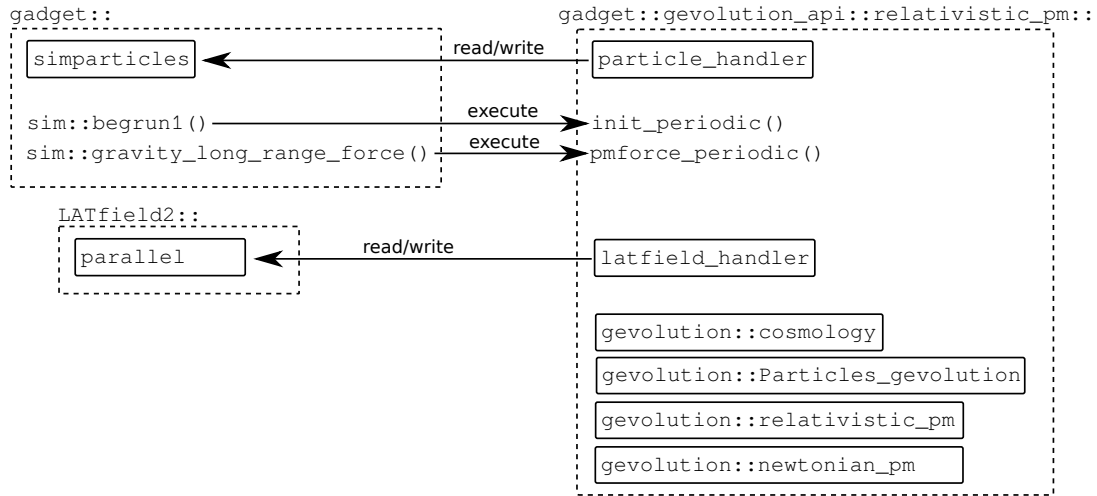 gadget:: gadget::gevolution_api::relativistic_pm::
simparticles read/write particle_handler
sim::begrun1() execute init_periodic()
sim::gravity_long_range_force() execute pmforce_periodic()
LATfield2::
parallel read/write latfield_handler
gevolution::cosmology
gevolution::Particles_gevolution
gevolution::relativistic_pm
gevolution::newtonian_pm